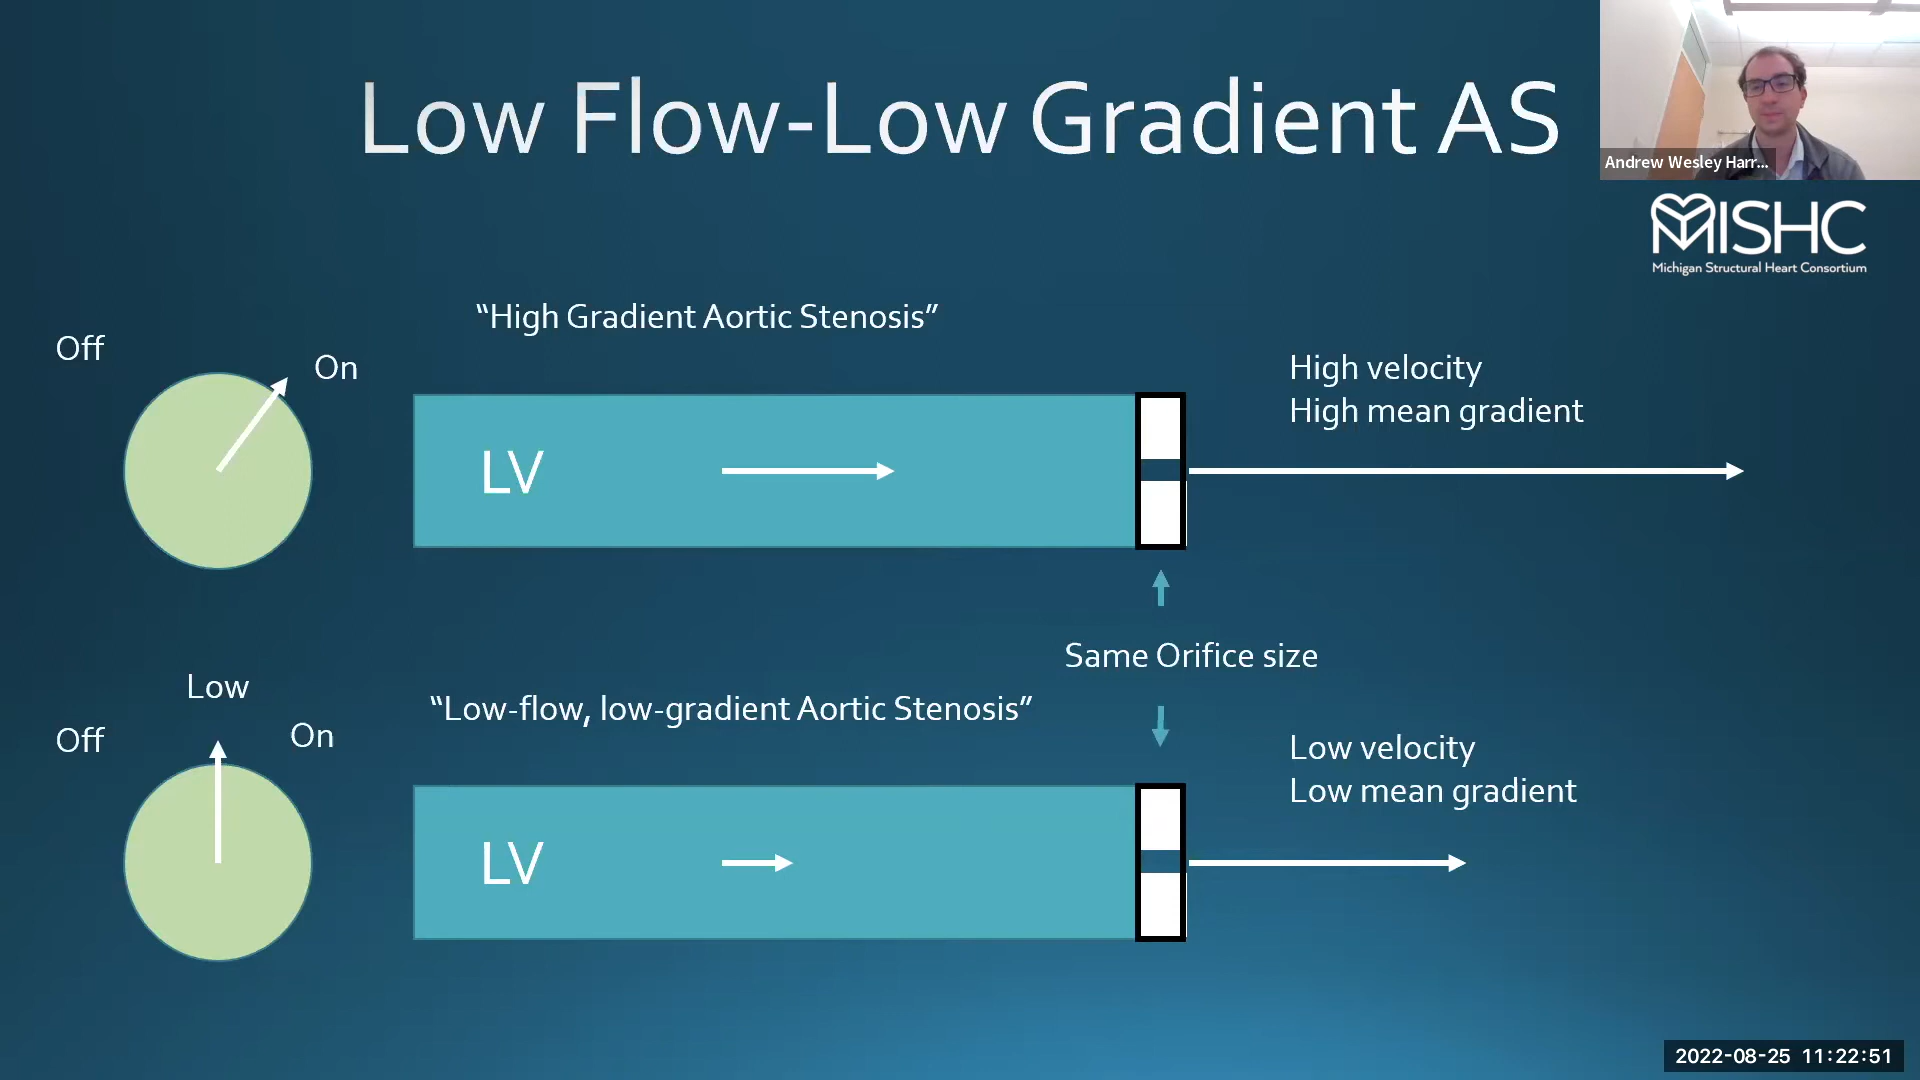 Low Flow-Low Gradient AS
Andrew Wesley Harr...
MISHC
Michigan Structural Heart Consortium
“High Gradient Aortic Stenosis”
Off
On
High velocity
High mean gradient
LV
Same Orifice size
Low
“Low-flow, low-gradient Aortic Stenosis”
Off
On
Low velocity
Low mean gradient
LV
2022-08-25 11:22:51